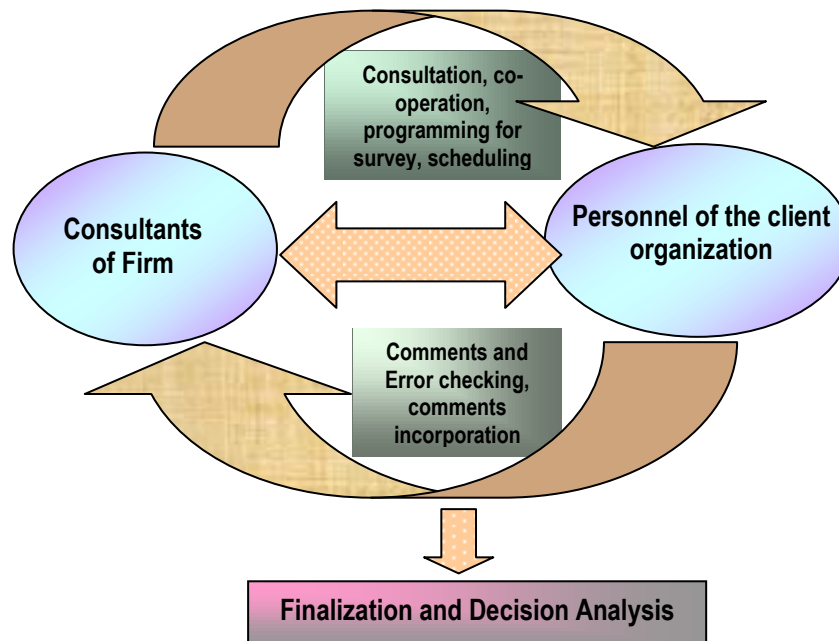 Consultation, co-
operation,
programming for
survey, scheduling
Consultants
of Firm
Personnel of the client
organization
Comments and
Error checking,
comments
incorporation
Finalization and Decision Analysis